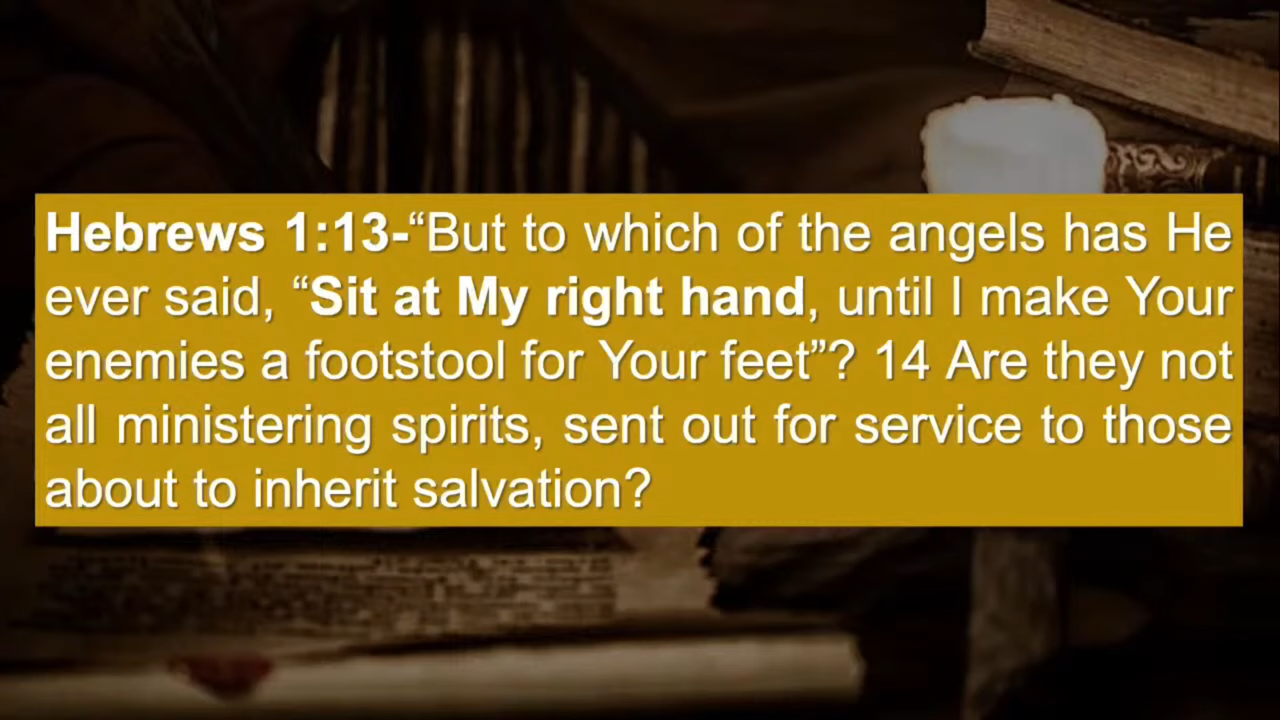 Hebrews 1:13-“But to which of the angels has He
ever said, “Sit at My right hand, until I make Your
enemies a footstool for Your feet”? 14 Are they not
all ministering spirits, sent out for service to those
about to inherit salvation?